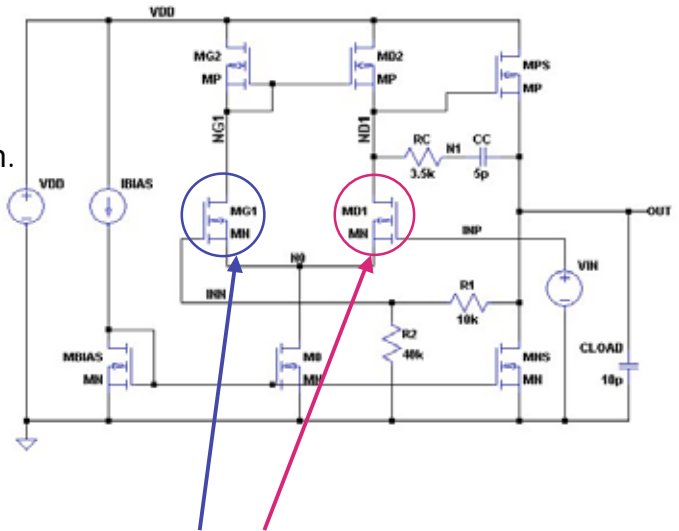 VDD
MG2
MP
MD2
MP
MPS
MP
n.
NG1
ND1
RC
3.5k
N1
CC
5p
VDD
IBIAS
MG1
MN
MD1
MN
INP
OUT
VIN
N0
INN
R1
10k
R2
40k
MBIAS
MN
M0
MN
MNS
MN
CLOAD
10p